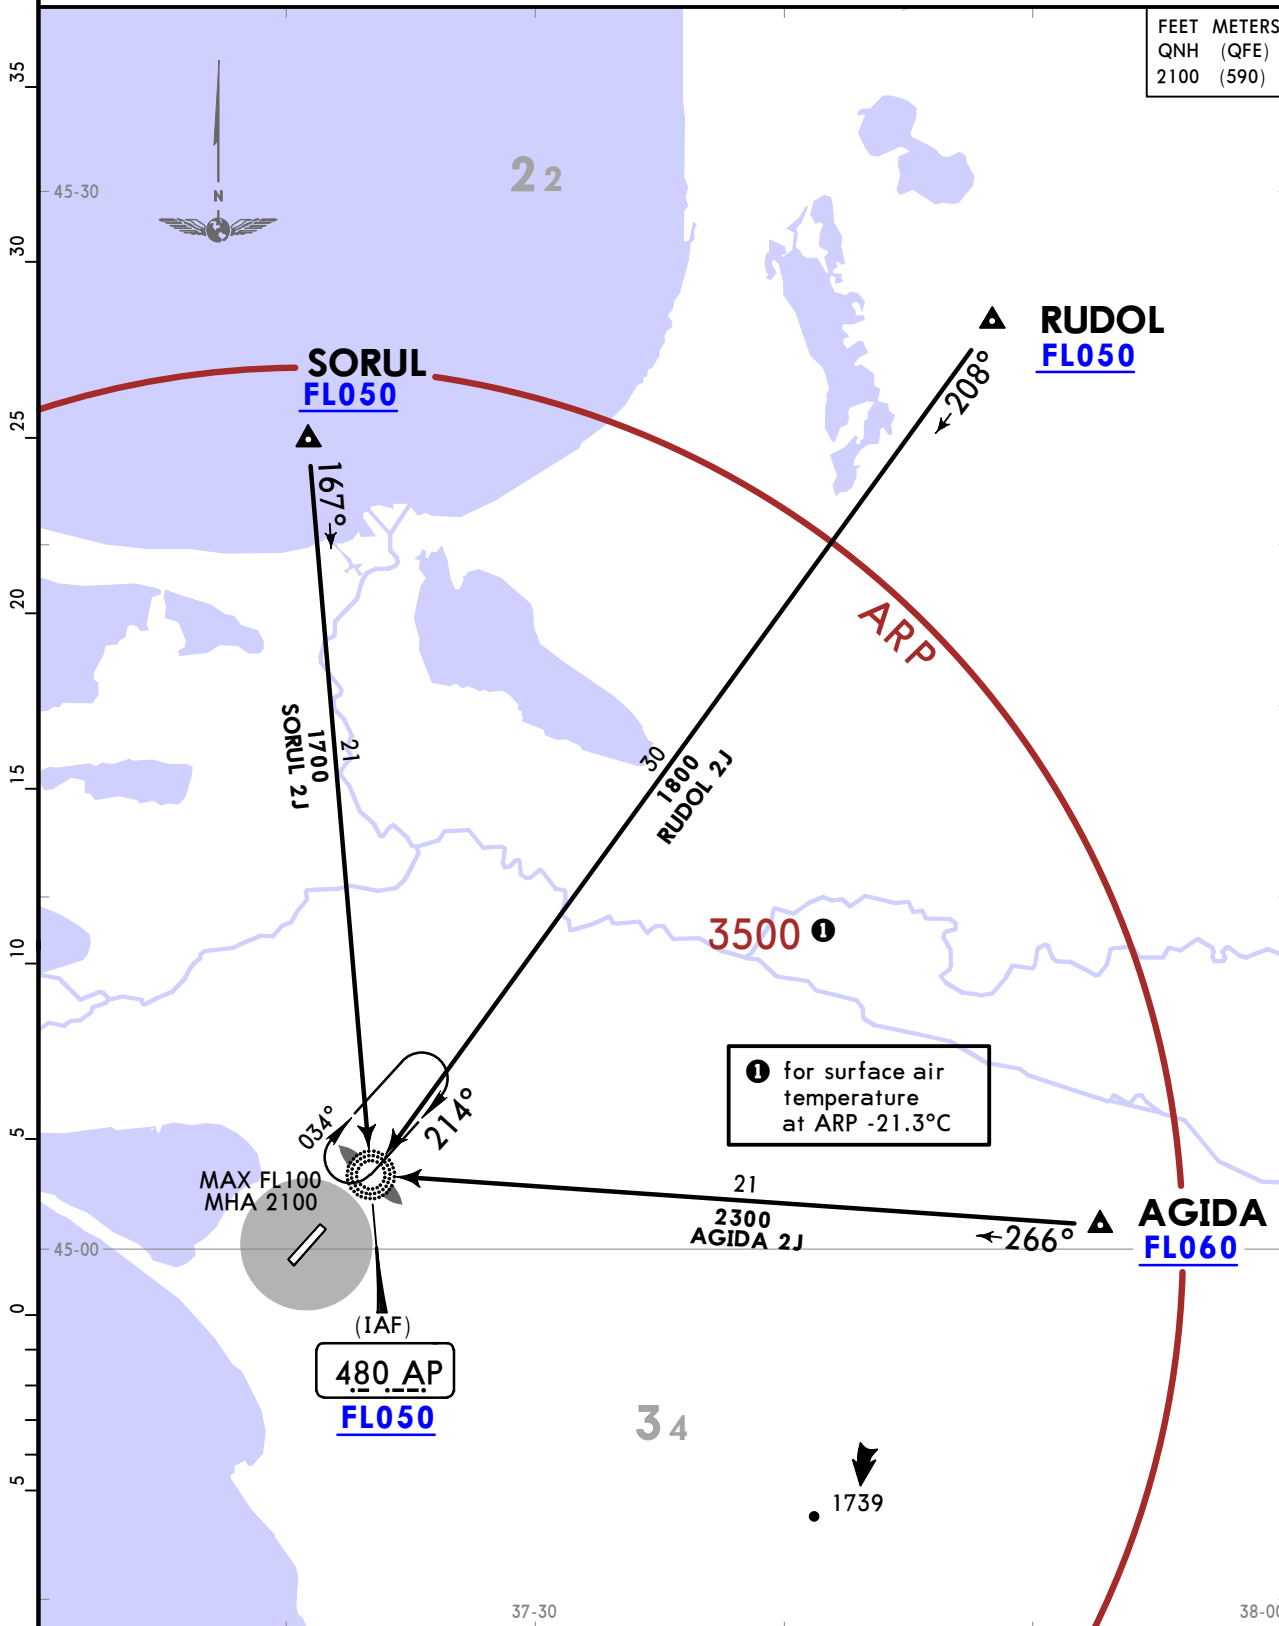 FEET METERS
QNH (QFE)
2100 (590)
35
30
25
20
15
10
5
0
5
45-30
N
2 2
RUDOL
FL050
208°
SORUL
FL050
167°
ARP
21
1700
SORUL 2J
30
1800
RUDOL 2J
3500 1
1 for surface air
temperature
at ARP -21.3°C
034°
214°
MAX FL100
MHA 2100
21
2300
AGIDA 2J
266°
AGIDA
FL060
45-00
(IAF)
480 AP
FL050
3 4
1739
37-30
38-00